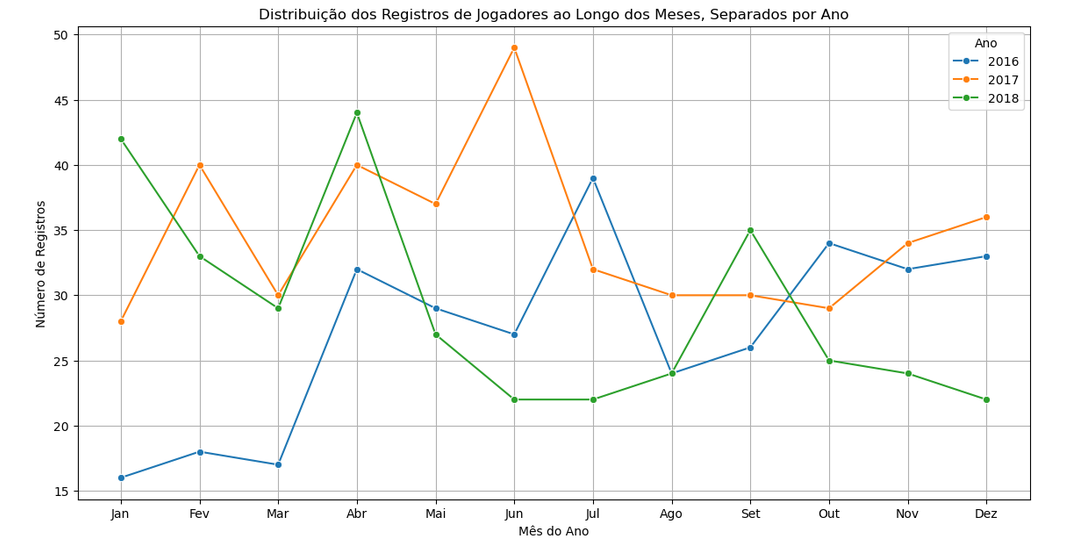 Distribuição dos Registros de Jogadores ao Longo dos Meses, Separados por Ano
Ano
2016
2017
2018
Número de Registros
50
45
40
35
30
25
20
15
Jan Fev Mar Abr Mai Jun Jul Ago Set Out Nov Dez
Mês do Ano